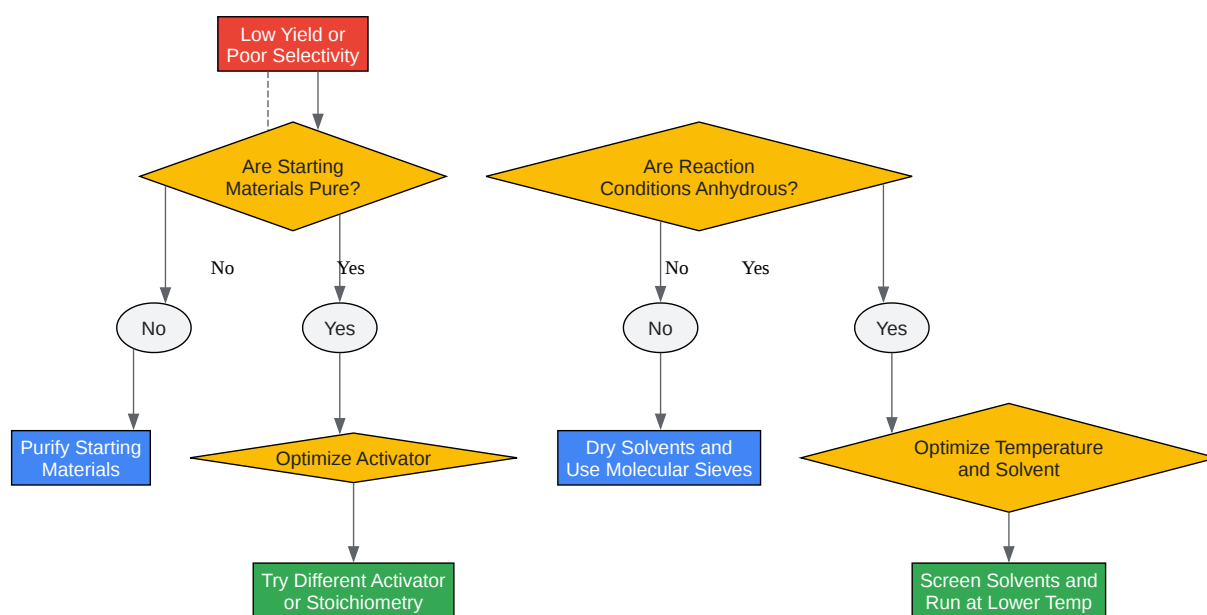 Low Yield or
Poor Selectivity
Are Starting
Materials Pure?
Are Reaction
Conditions Anhydrous?
No
Yes
No
Yes
No
Yes
No
Yes
Purify Starting
Materials
Optimize Activator
Dry Solvents and
Use Molecular Sieves
Optimize Temperature
and Solvent
Try Different Activator
or Stoichiometry
Screen Solvents and
Run at Lower Temp